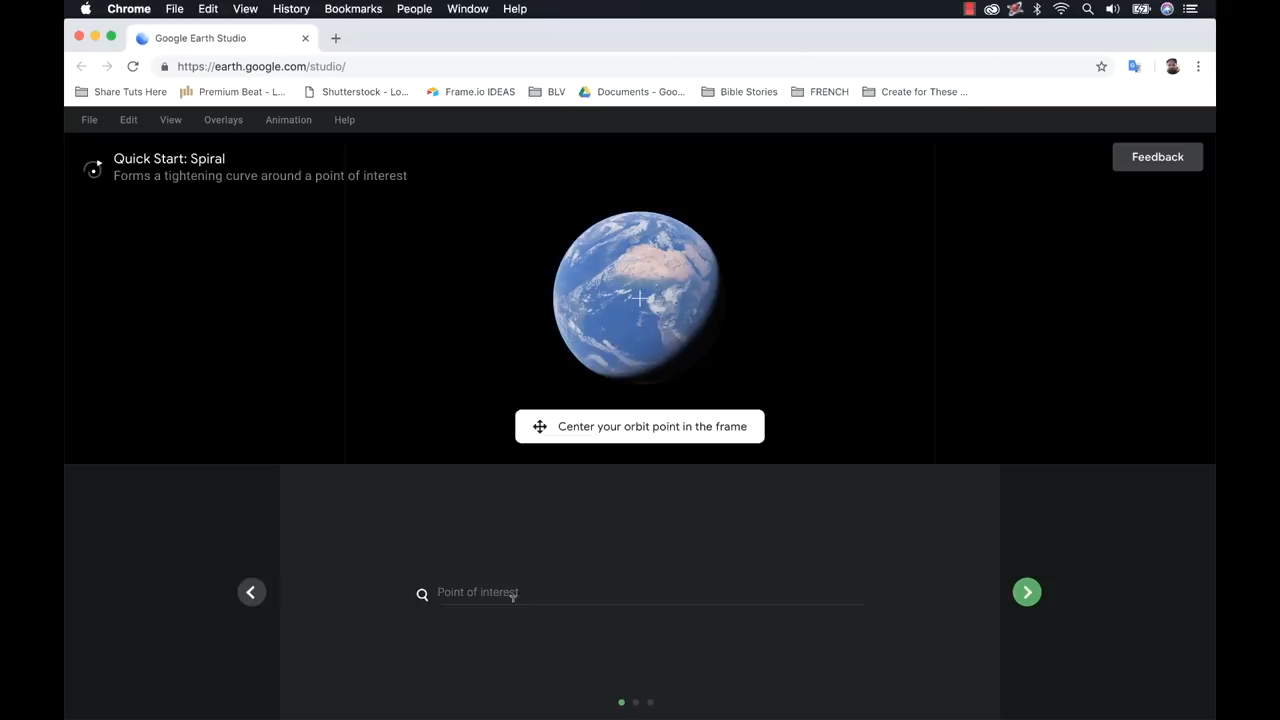 Chrome File Edit View History Bookmarks People Window Help
Google Earth Studio
https://earth.google.com/studio/
Share Tuts Here Premium Beat - L... Shutterstock - Lo... Frame.io IDEAS BLV Documents - Goo... Bible Stories FRENCH Create for These ...
File Edit View Overlays Animation Help
Quick Start: Spiral
Forms a tightening curve around a point of interest
Feedback
Center your orbit point in the frame
Point of interest